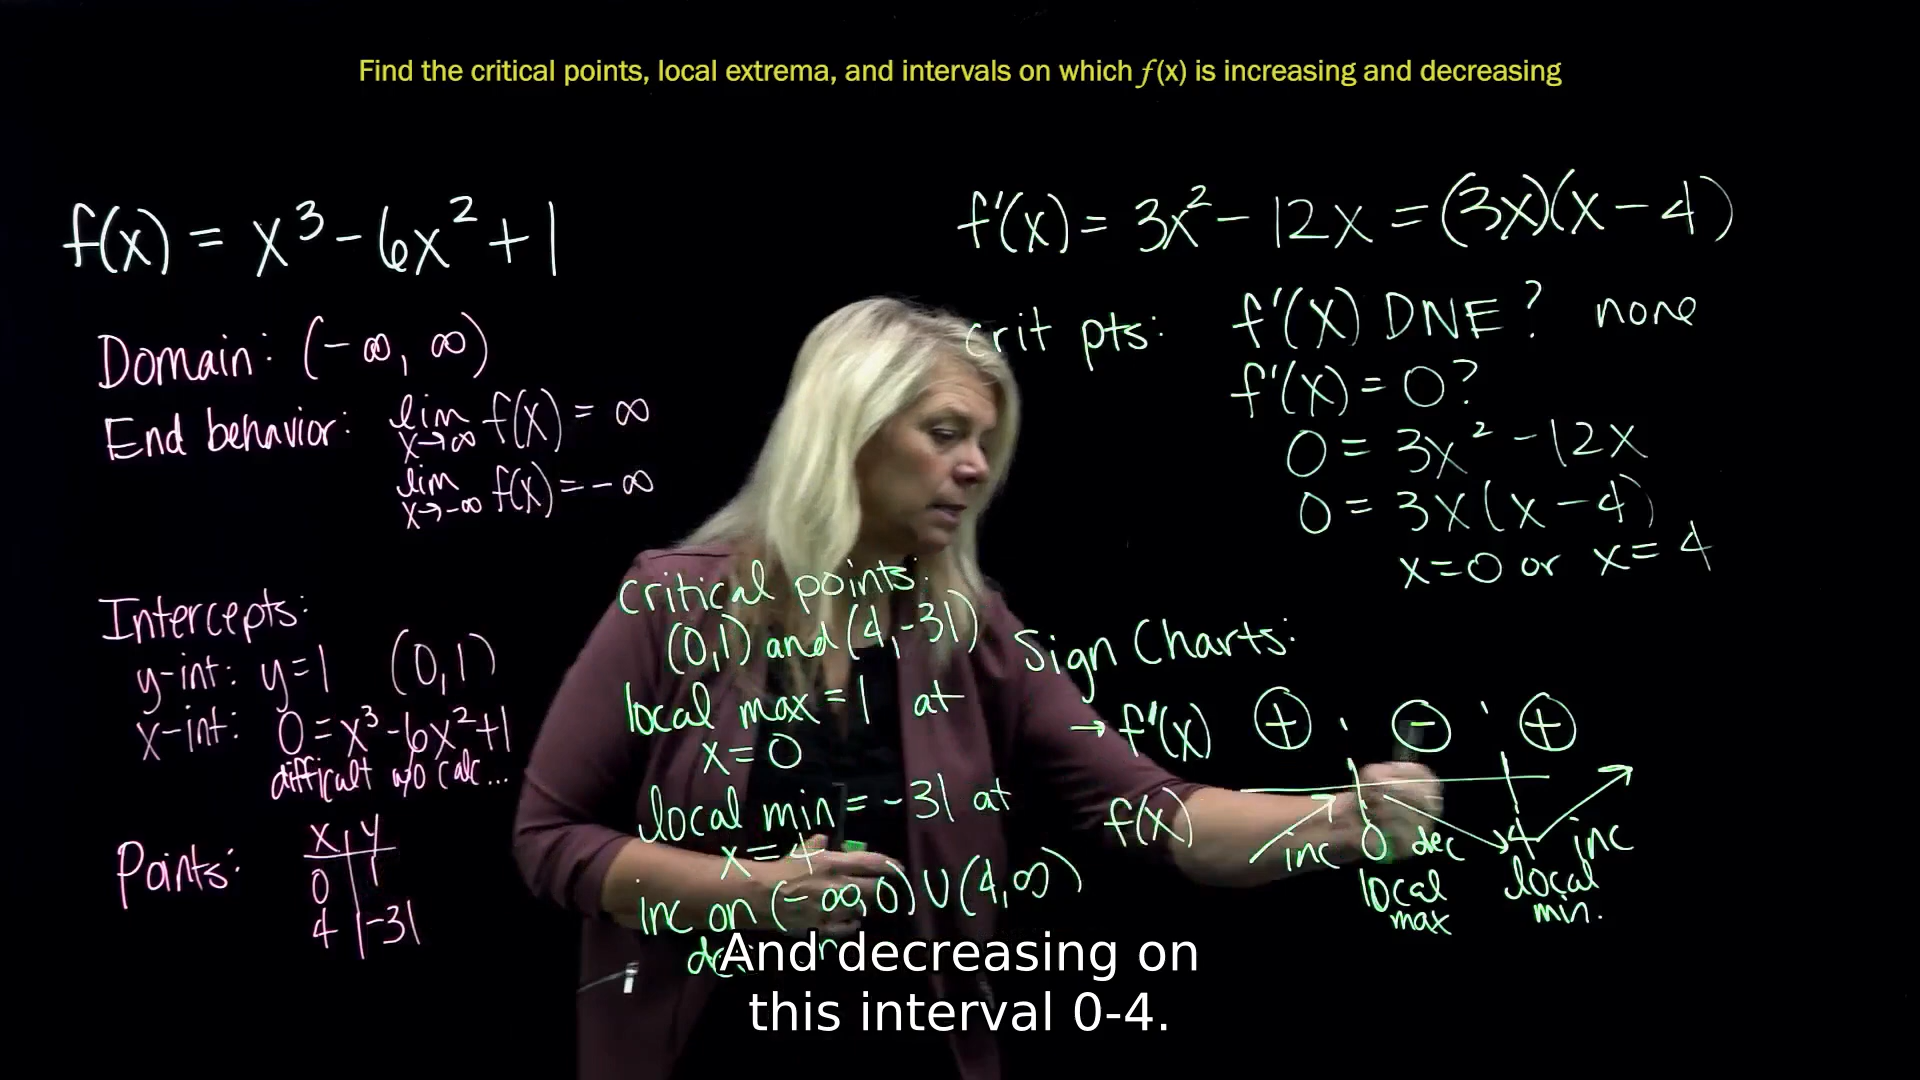 Find the critical points, local extrema, and intervals on which f(x) is increasing and decreasing
f(x) = x³ - 6x² + 1
Domain: (-∞, ∞)
End behavior: lim x→∞ f(x) = ∞
lim x→-∞ f(x) = -∞
Intercepts:
y-int: y=1 (0,1)
x-int: 0 = x³ - 6x² + 1
difficult w/o calc...
Points:
x | y
0 | 1
4 | -31
critical points:
(0,1) and (4,-31)
local max = 1 at
x = 0
local min = -31 at
x = 4
inc on (-∞,0) ∪ (4,∞)
f'(x) = 3x² - 12x = (3x)(x-4)
crit pts: f'(x) DNE? none
f'(x) = 0?
0 = 3x² - 12x
0 = 3x(x-4)
x=0 or x=4
Sign Charts:
→ f'(x) + - +
f(x) inc 0 dec 4 inc
local max
local min.
And decreasing on
this interval 0-4.